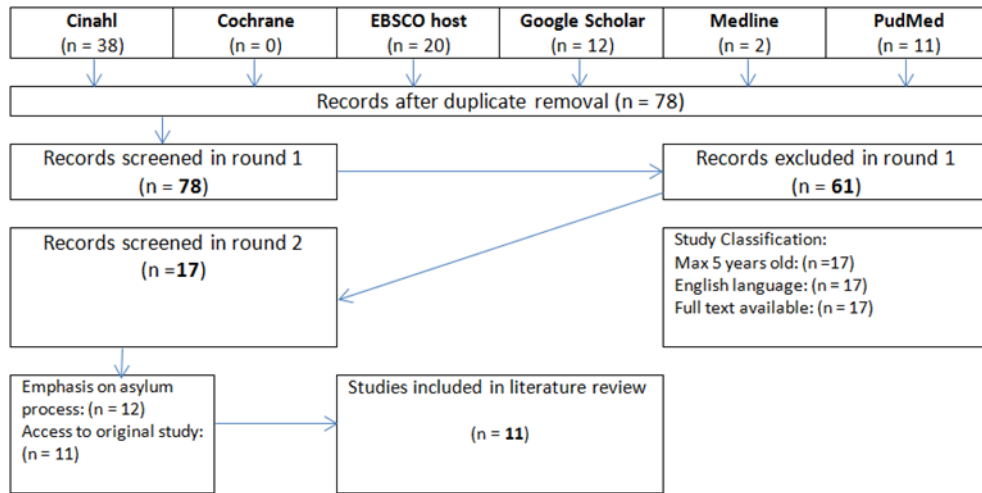 Cinahl
(n = 38)
Cochrane
(n = 0)
EBSCO host
(n = 20)
Google Scholar
(n = 12)
Medline
(n = 2)
PudMed
(n = 11)
Records after duplicate removal (n = 78)
Records screened in round 1
(n = 78)
Records excluded in round 1
(n = 61)
Records screened in round 2
(n =17)
Study Classification:
Max 5 years old: (n =17)
English language: (n = 17)
Full text available: (n = 17)
Emphasis on asylum
process: (n = 12)
Access to original study:
(n = 11)
Studies included in literature review
(n = 11)